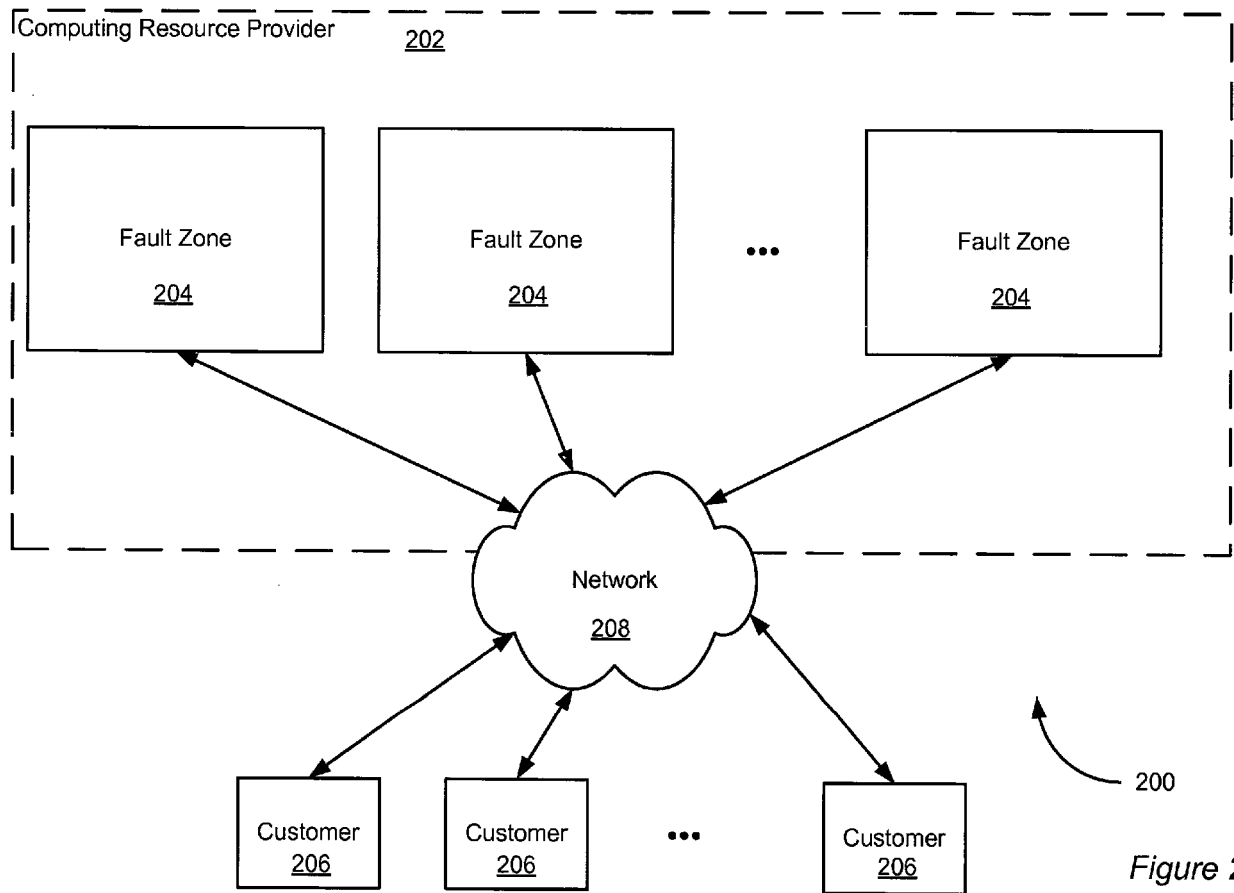 Computing Resource Provider 202
Fault Zone
204
Fault Zone
204
•••
Fault Zone
204
Network
208
Customer
206
Customer
206
•••
Customer
206
200
Figure 2